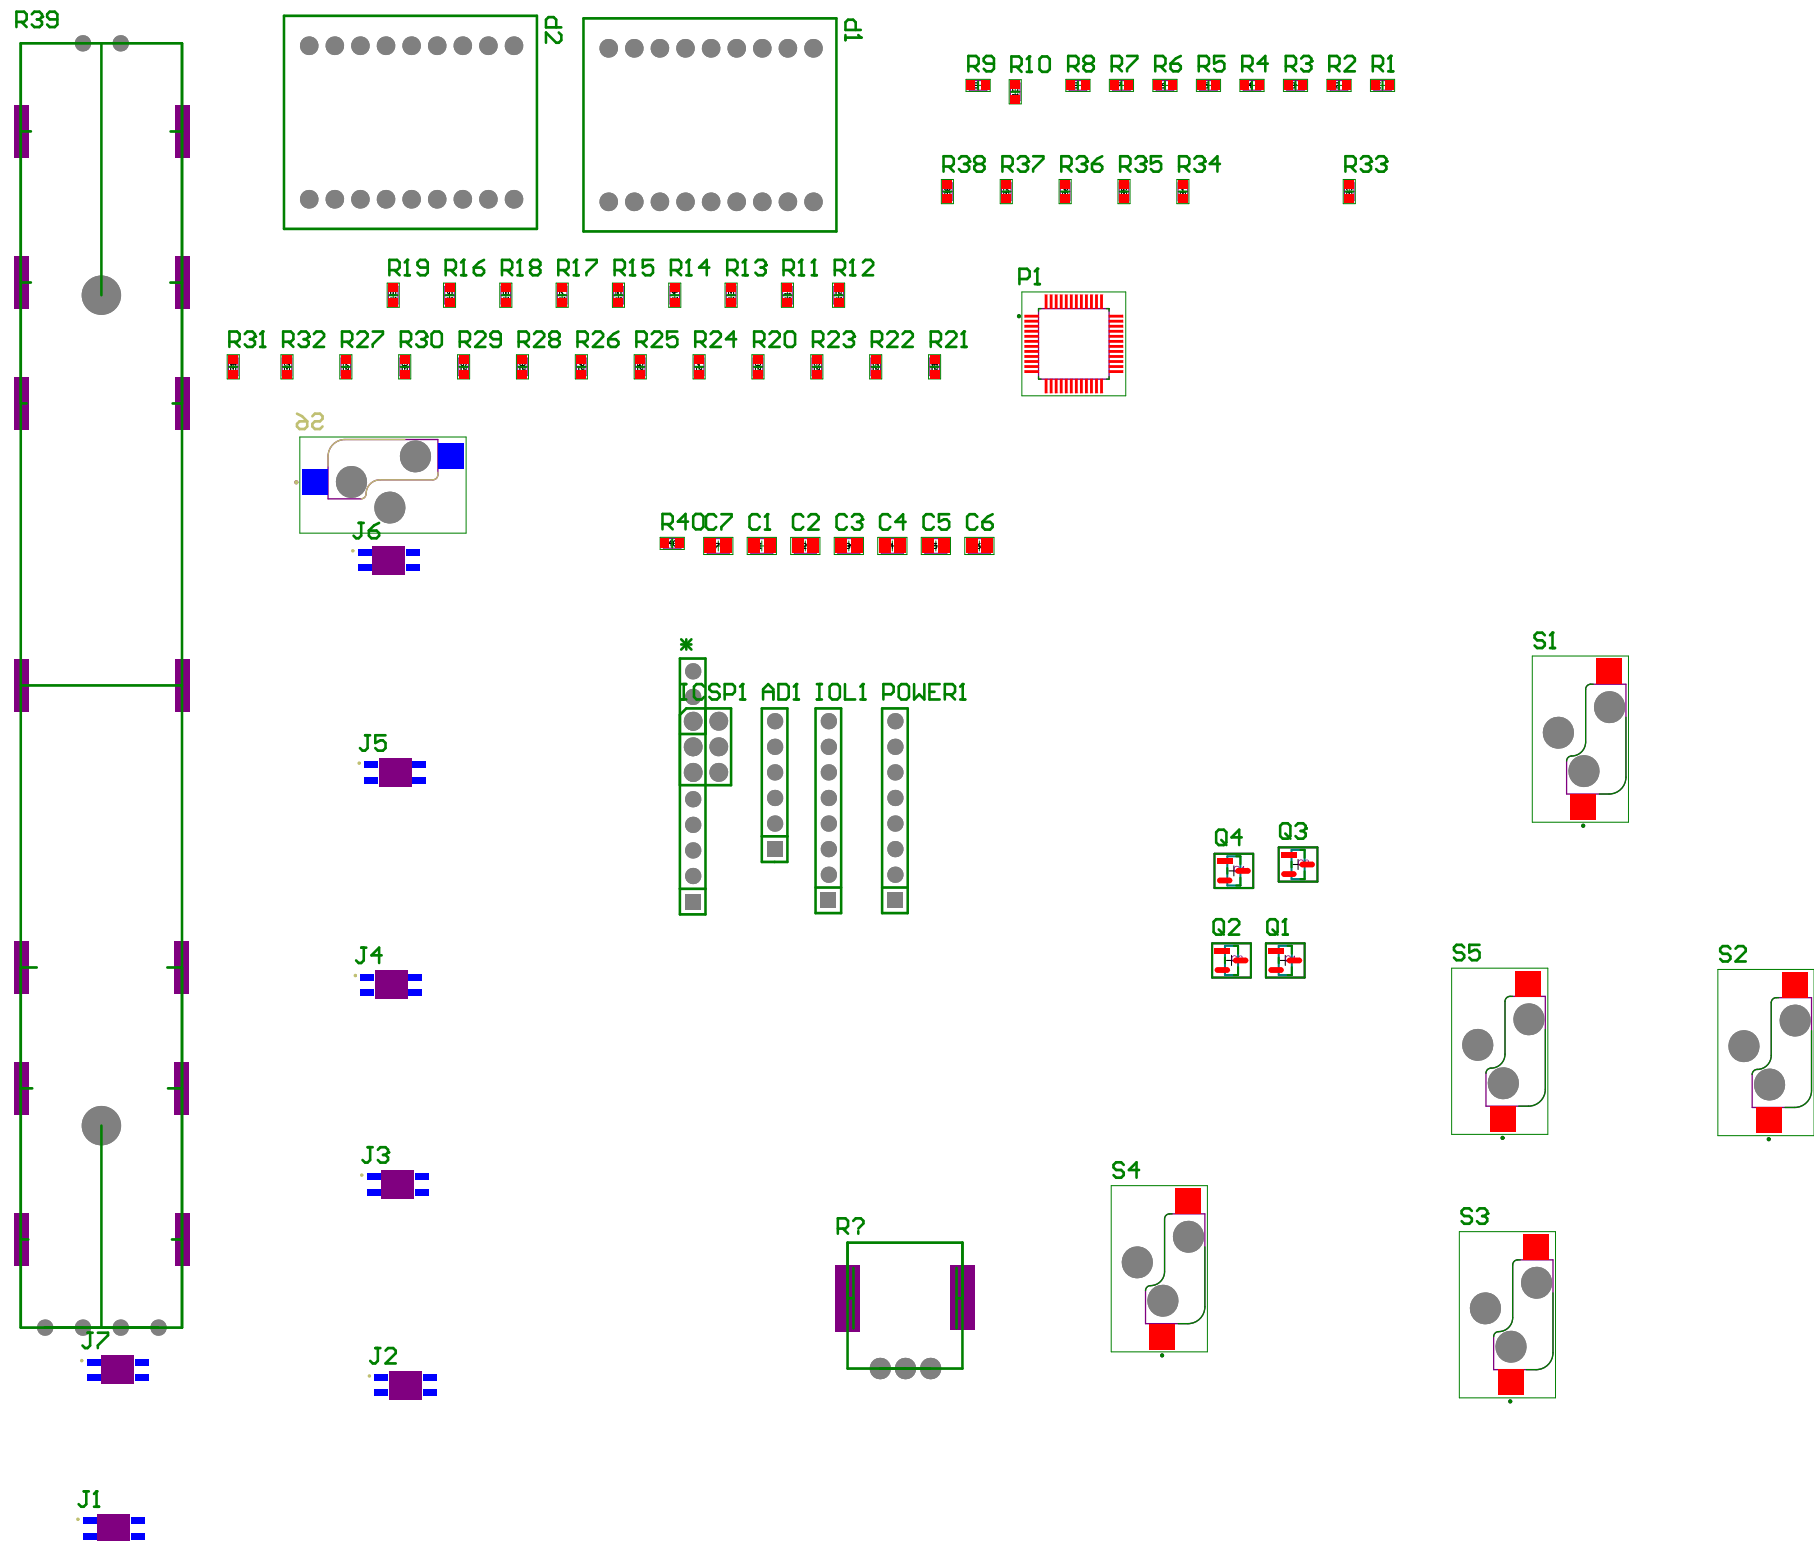 R39
d2
d1
R9 R10 R8 R7 R6 R5 R4 R3 R2 R1
R38 R37 R36 R35 R34 R33
R19 R16 R18 R17 R15 R14 R13 R11 R12
P1
R31 R32 R27 R30 R29 R28 R26 R25 R24 R20 R23 R22 R21
S6
J6
R40 C7 C1 C2 C3 C4 C5 C6
*
S1
ICSP1 AD1 IOL1 POWER1
J5
Q4 Q3
Q2 Q1
J4
S5 S2
J3
S4
R?
S3
J7
J2
J1